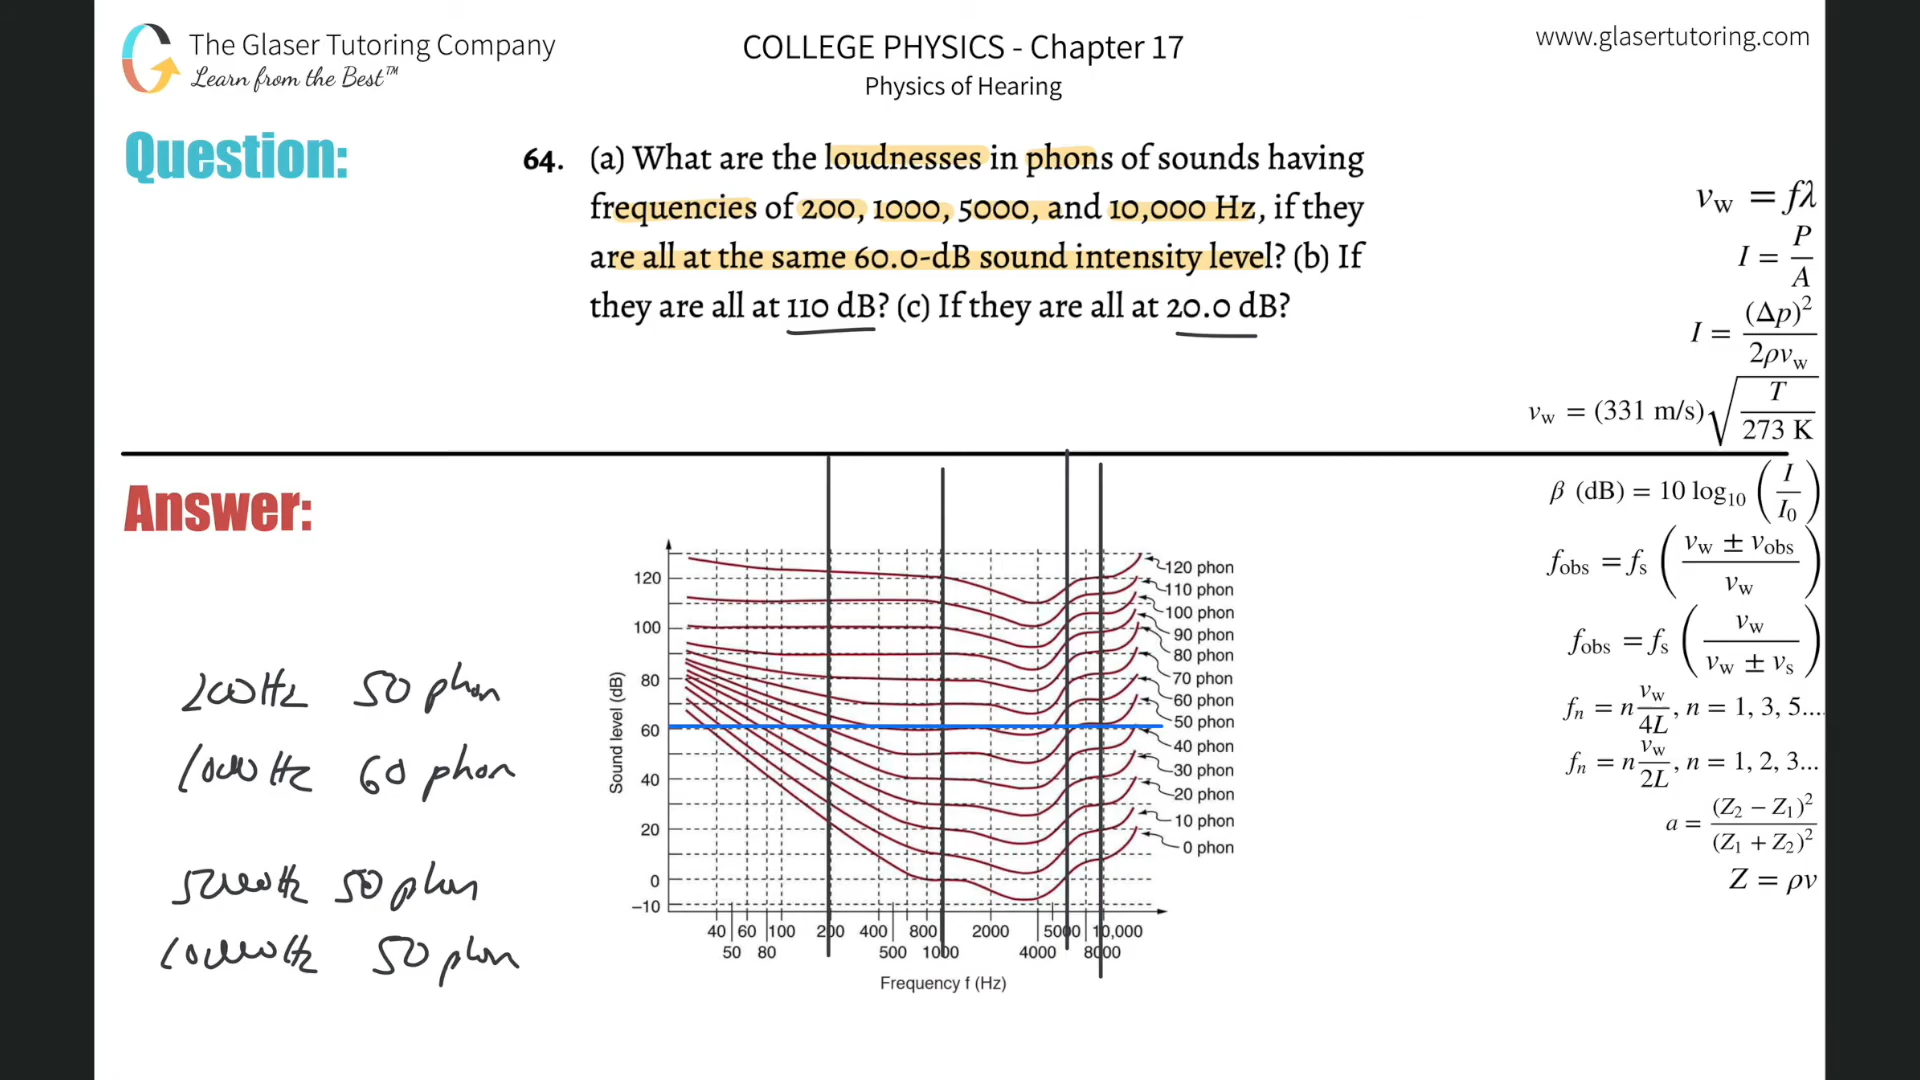 The Glaser Tutoring Company
Learn from the Best™
COLLEGE PHYSICS - Chapter 17
Physics of Hearing
www.glasertutoring.com
Question:
64. (a) What are the loudnesses in phons of sounds having
frequencies of 200, 1000, 5000, and 10,000 Hz, if they
are all at the same 60.0-dB sound intensity level? (b) If
they are all at 110 dB? (c) If they are all at 20.0 dB?
v_w = fλ
I = P/A
I = (Δp)²/2ρv_w
v_w = (331 m/s)√(T/273 K)
Answer:
200Hz 50 phon
1000 Hz 60 phon
5000Hz 50 phon
10000Hz 50 phon
Sound level (dB)
120
100
80
60
40
20
0
−10
120 phon
110 phon
100 phon
90 phon
80 phon
70 phon
60 phon
50 phon
40 phon
30 phon
20 phon
10 phon
0 phon
40 60 100 200 400 800 2000 5000 10,000
50 80 500 1000 4000 8000
Frequency f (Hz)
β (dB) = 10 log₁₀ (I/I₀)
f_obs = f_s ((v_w ± v_obs)/v_w)
f_obs = f_s (v_w/(v_w ± v_s))
f_n = n v_w/4L, n = 1, 3, 5...
f_n = n v_w/2L, n = 1, 2, 3...
a = (Z₂ − Z₁)²/(Z₁ + Z₂)²
Z = ρv